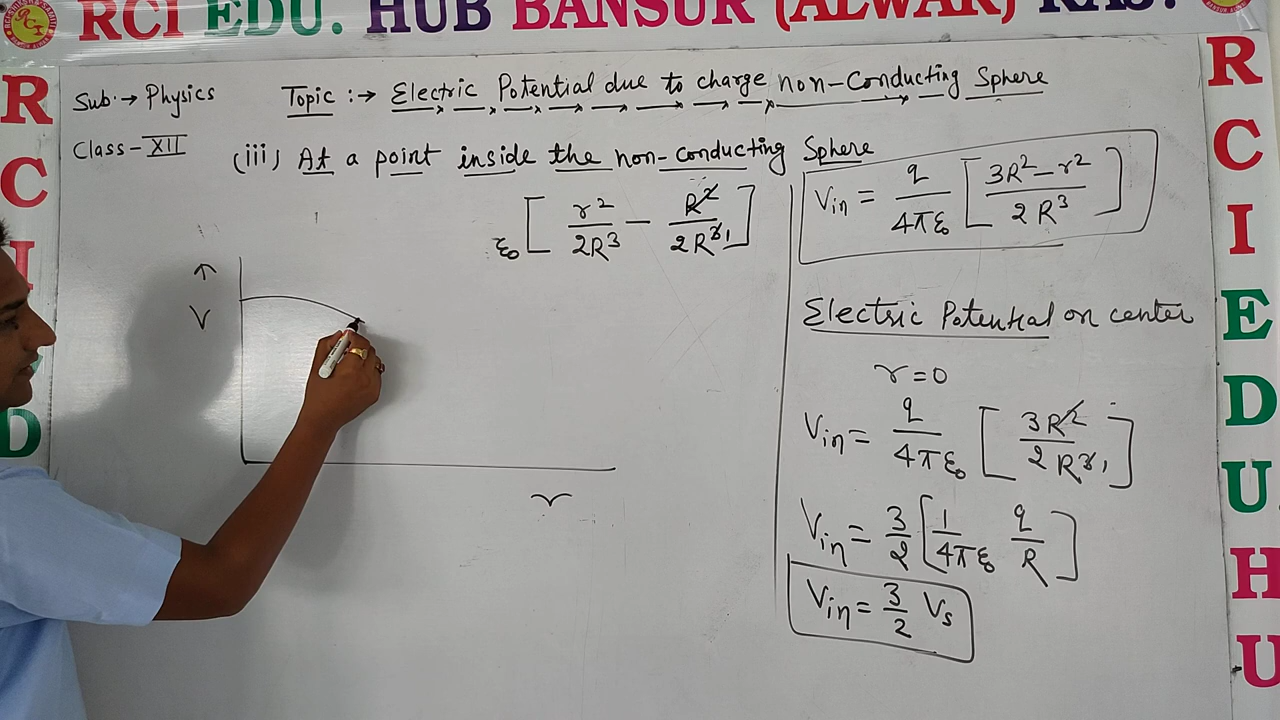 RCI EDU. HUB BANSUR (ALWAR) RAJ.
Sub.→ Physics
Topic :→ Electric Potential due to charge non-Conducting Sphere
Class-XII
(iii) At a point inside the non-conducting Sphere
ε₀ [ r²/2R³ − R²/2R³ ₁ ]
Vin = q/4πε₀ [ 3R²−r² / 2R³ ]
↑
V
r
Electric Potential on center
r=0
Vin = q/4πε₀ [ 3R²/2R³ ₁ ]
Vin = 3/2 [ 1/4πε₀ q/R ]
Vin = 3/2 Vs
R
C
I
D
R
C
I
E
D
U.
H
U